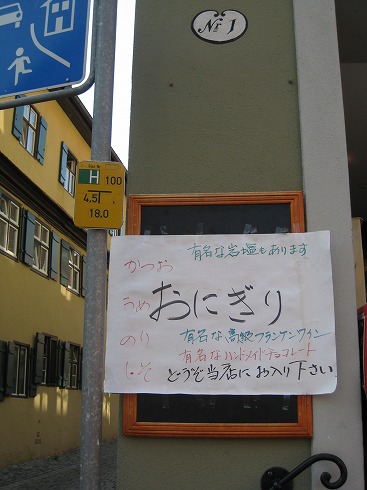 Nr 1
H 100
4.5
18.0
有名な岩塩もあります
かつお
うめ
のり
しそ
おにぎり
有名な高級フランケンワイン
有名なハンドメイドチョコレート
どうぞ当店にお入り下さい